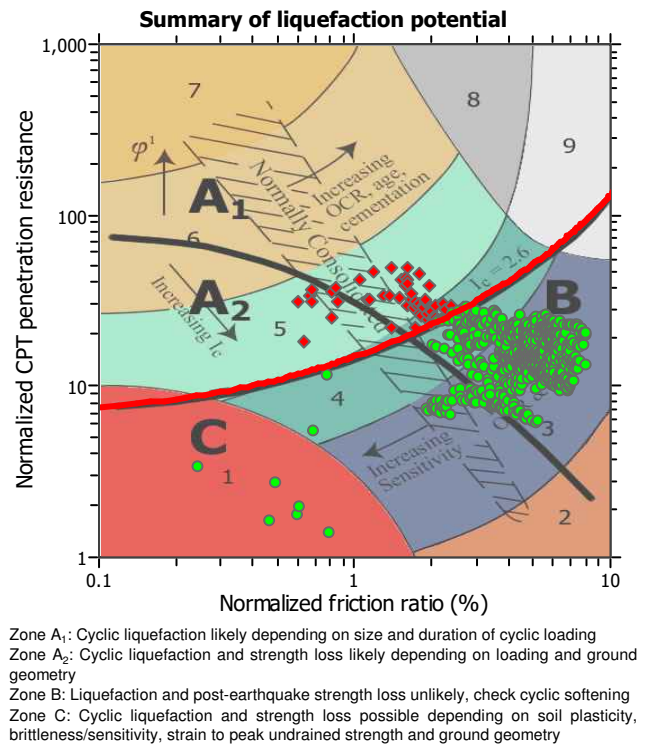 Summary of liquefaction potential
1,000
100
10
1
0.1
1
10
Normalized CPT penetration resistance
Normalized friction ratio (%)
7
8
9
φ¹
A₁
Increasing
OCR, age,
cementation
Normally Consolidated
6
A₂
Increasing Ic
5
Ic = 2.6
B
4
3
C
1
Increasing
Sensitivity
2
Zone A₁: Cyclic liquefaction likely depending on size and duration of cyclic loading
Zone A₂: Cyclic liquefaction and strength loss likely depending on loading and ground
geometry
Zone B: Liquefaction and post-earthquake strength loss unlikely, check cyclic softening
Zone C: Cyclic liquefaction and strength loss possible depending on soil plasticity,
brittleness/sensitivity, strain to peak undrained strength and ground geometry